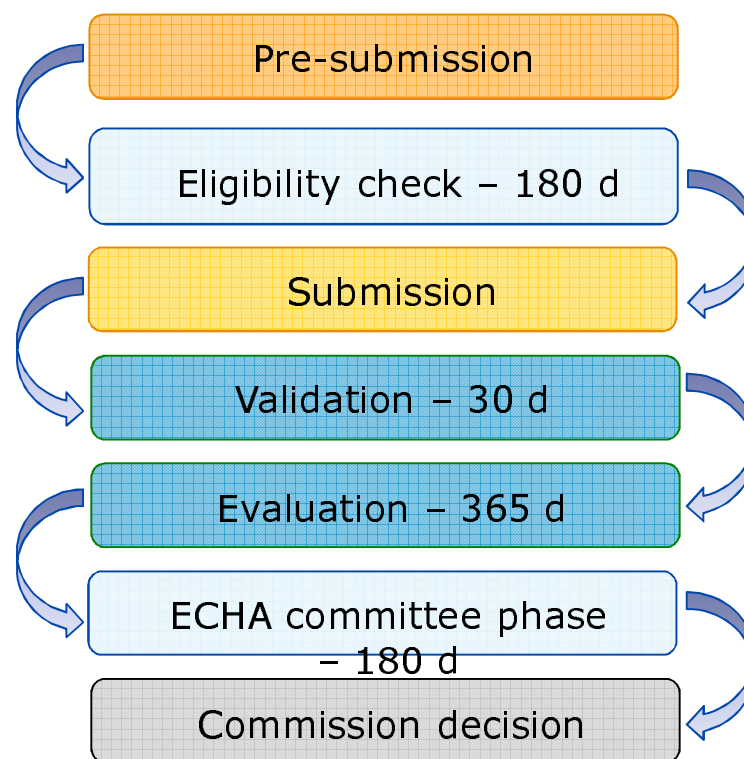 Pre-submission
Eligibility check – 180 d
Submission
Validation – 30 d
Evaluation – 365 d
ECHA committee phase
– 180 d
Commission decision